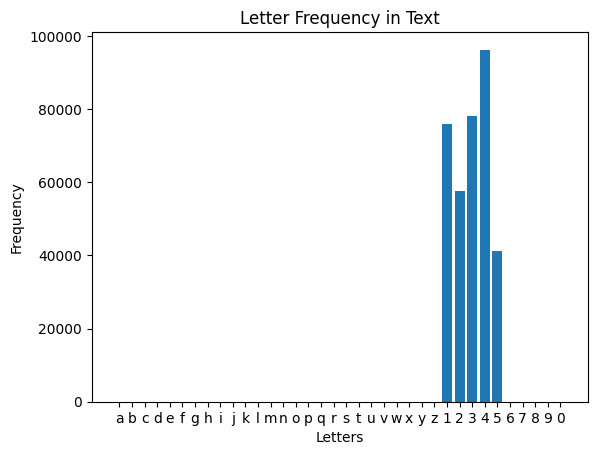 Letter Frequency in Text
100000
80000
60000
40000
20000
0
Frequency
a b c d e f g h i j k l m n o p q r s t u v w x y z 1 2 3 4 5 6 7 8 9 0
Letters